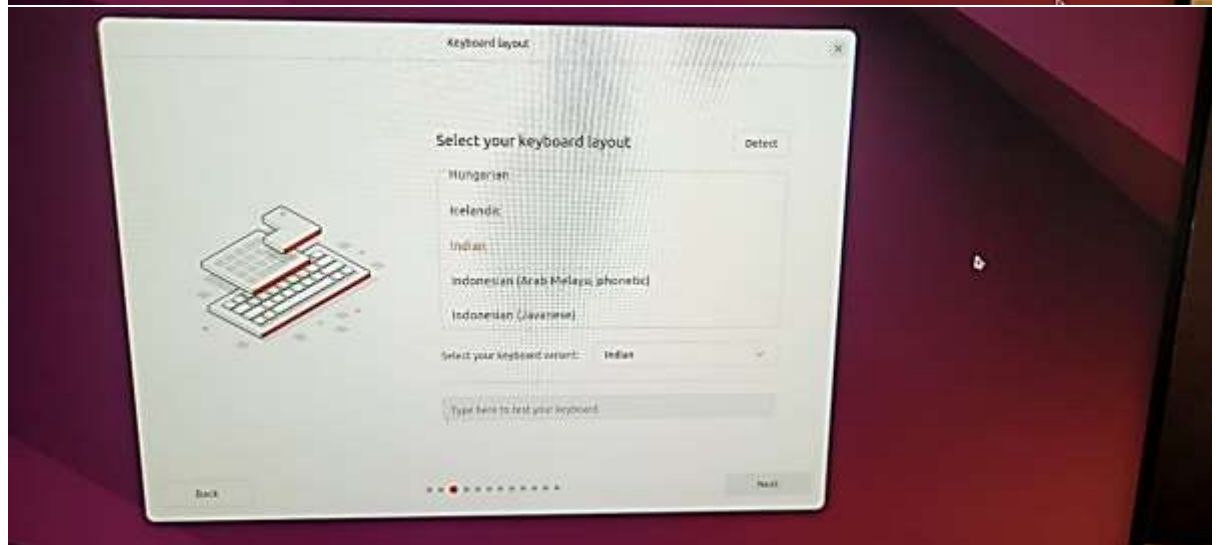 Keyboard layout
Select your keyboard layout
Detect
Hungarian
Icelandic
Indian
Indonesian (Arab Melayu, phonetic)
Indonesian (Javanese)
Select your keyboard variant: Indian
Type here to test your keyboard
Back
Next